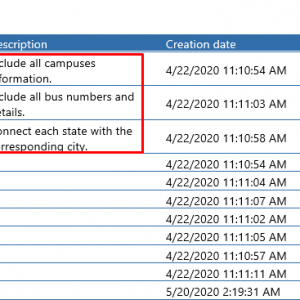 escription Creation date
clude all campuses
formation.
4/22/2020 11:10:54 AM
clude all bus numbers and
etails.
4/22/2020 11:11:03 AM
onnect each state with the
orresponding city.
4/22/2020 11:10:58 AM
4/22/2020 11:10:54 AM
4/22/2020 11:11:04 AM
4/22/2020 11:11:07 AM
4/22/2020 11:11:02 AM
4/22/2020 11:11:05 AM
4/22/2020 11:10:57 AM
4/22/2020 11:11:11 AM
5/20/2020 2:19:31 AM